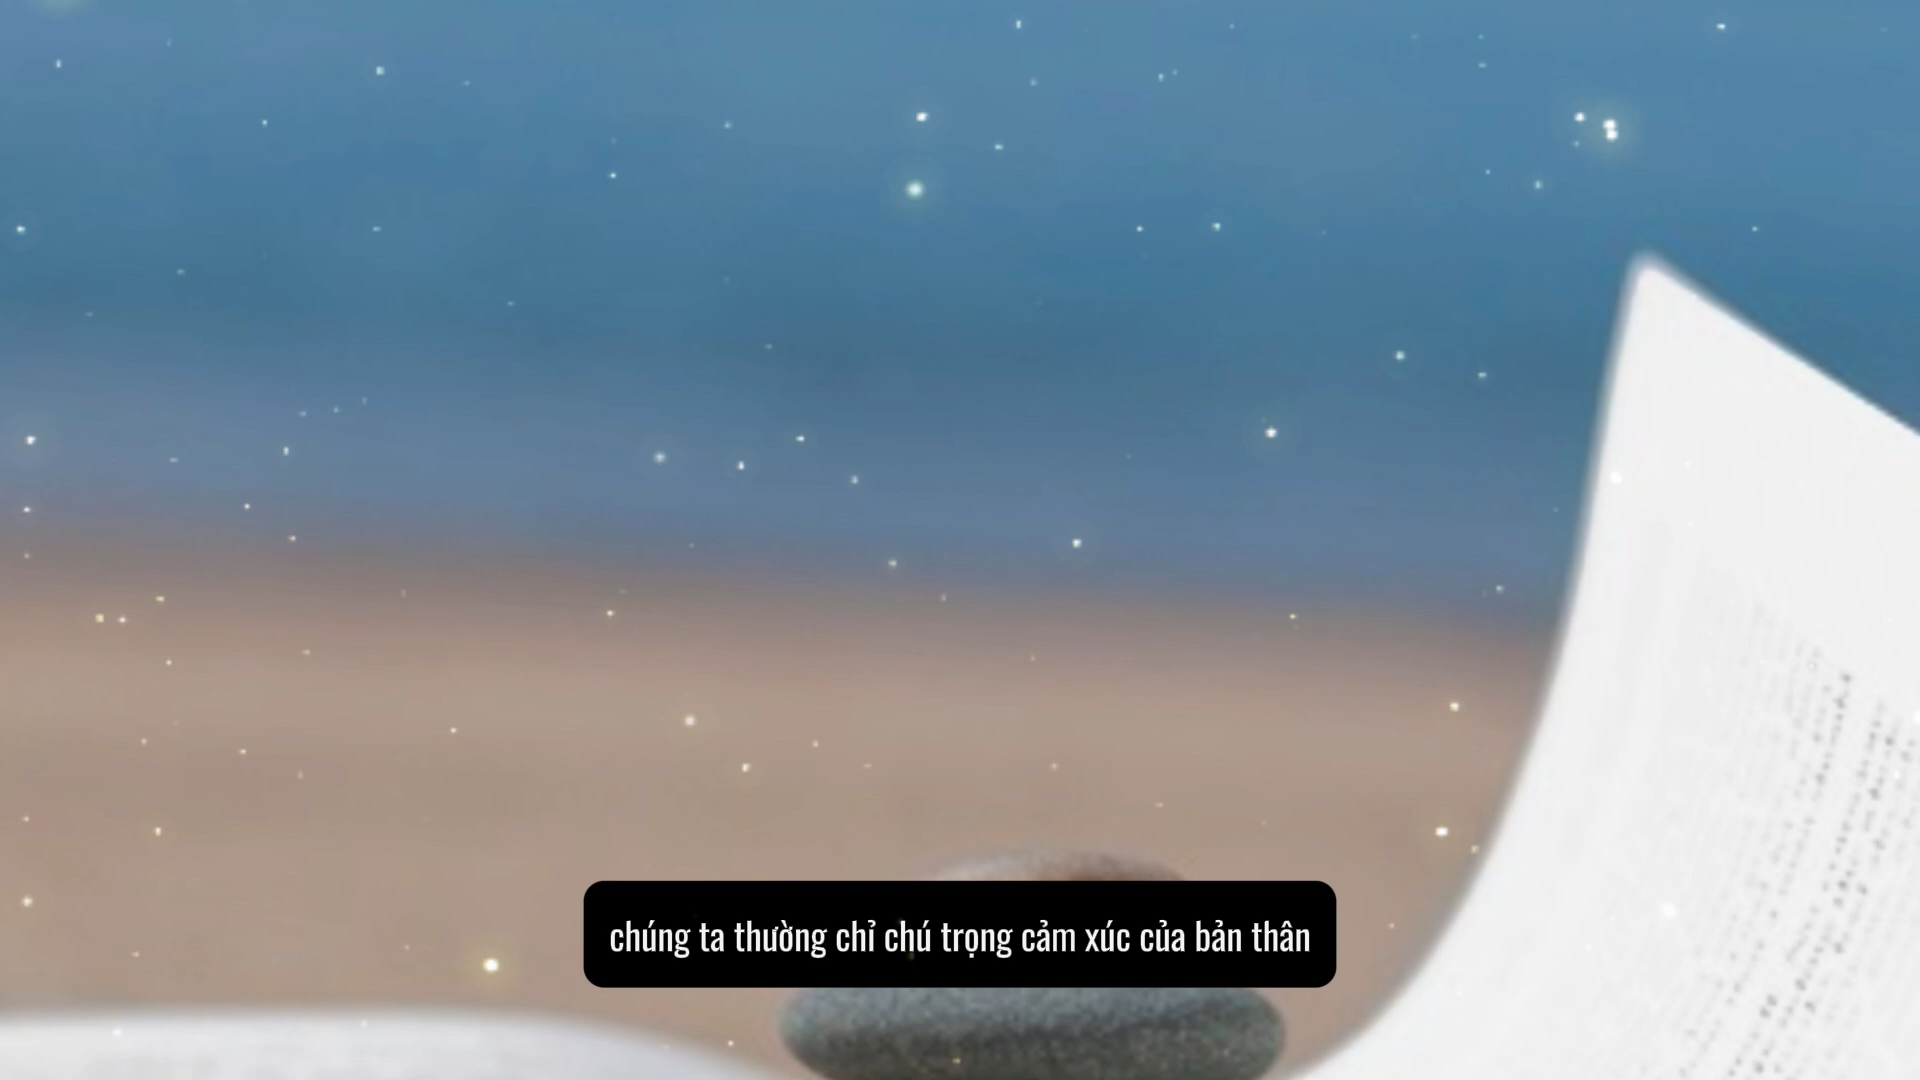 chúng ta thường chỉ chú trọng cảm xúc của bản thân